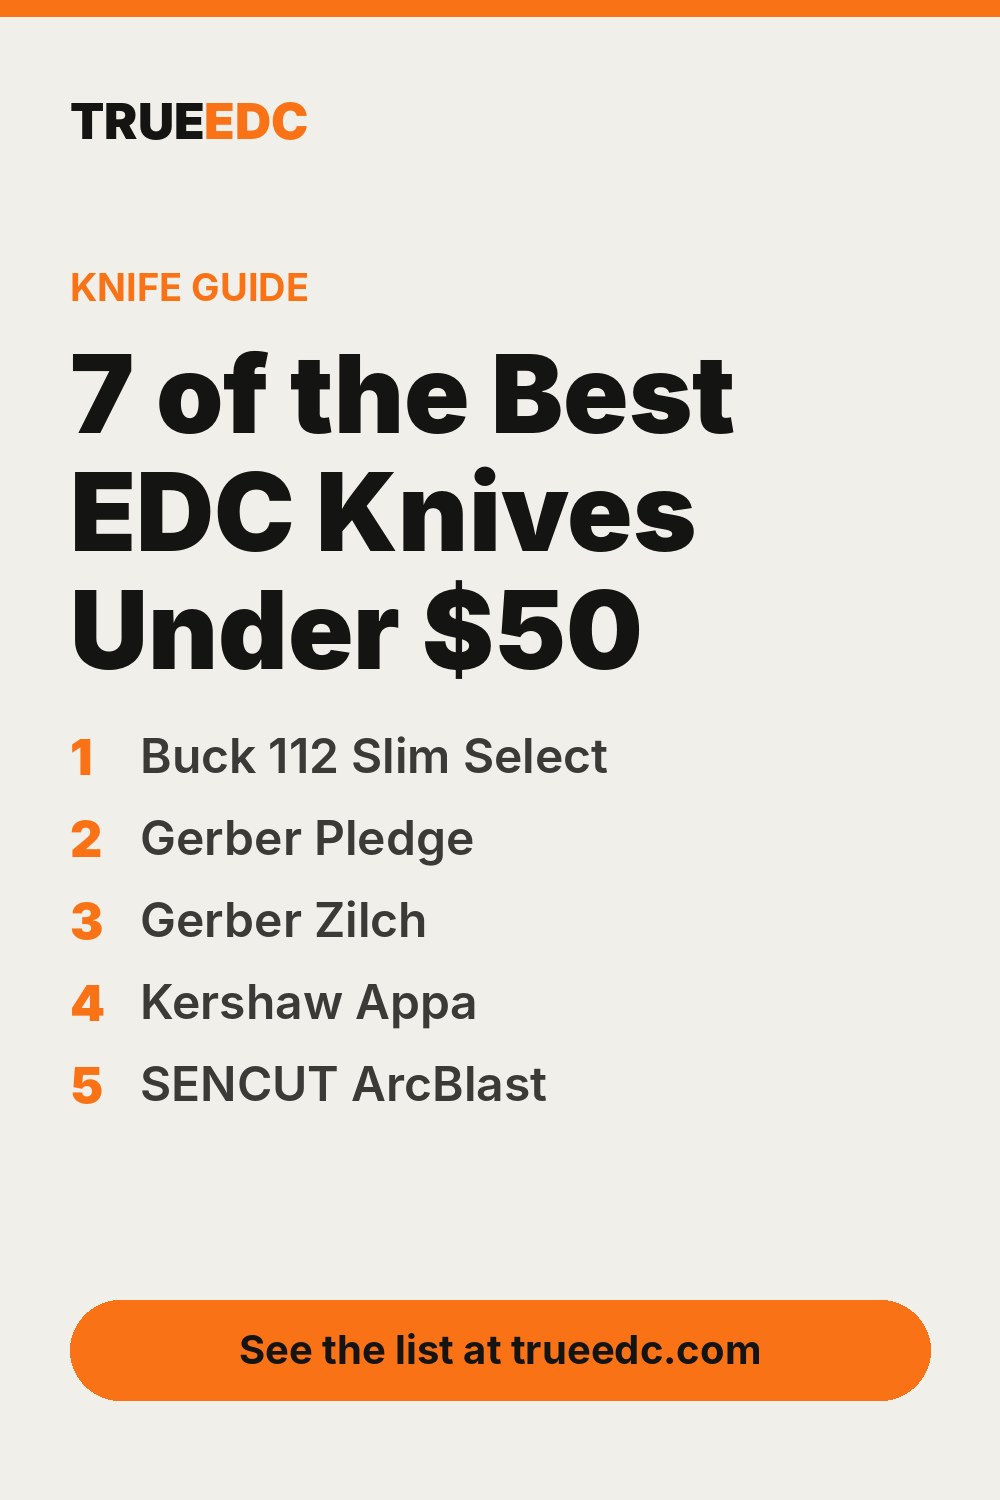 TRUEEDC
KNIFE GUIDE
7 of the Best
EDC Knives
Under $50
1 Buck 112 Slim Select
2 Gerber Pledge
3 Gerber Zilch
4 Kershaw Appa
5 SENCUT ArcBlast
See the list at trueedc.com